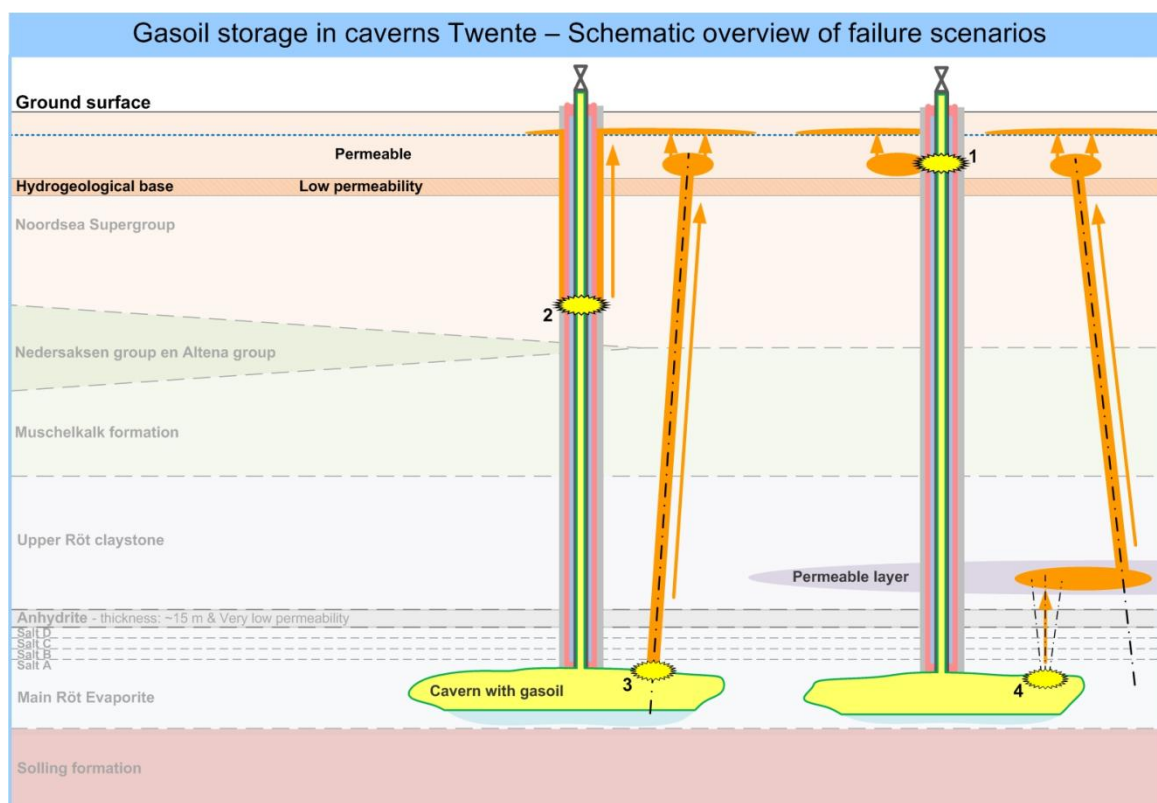 Gasoil storage in caverns Twente – Schematic overview of failure scenarios
Ground surface
Permeable
1
Hydrogeological base
Low permeability
Noordsea Supergroup
2
Nedersaksen group en Altena group
Muschelkalk formation
Upper Röt claystone
Permeable layer
Anhydrite - thickness: ~15 m & Very low permeability
Salt D
Salt C
Salt B
Salt A
Main Röt Evaporite
Cavern with gasoil
3
4
Solling formation